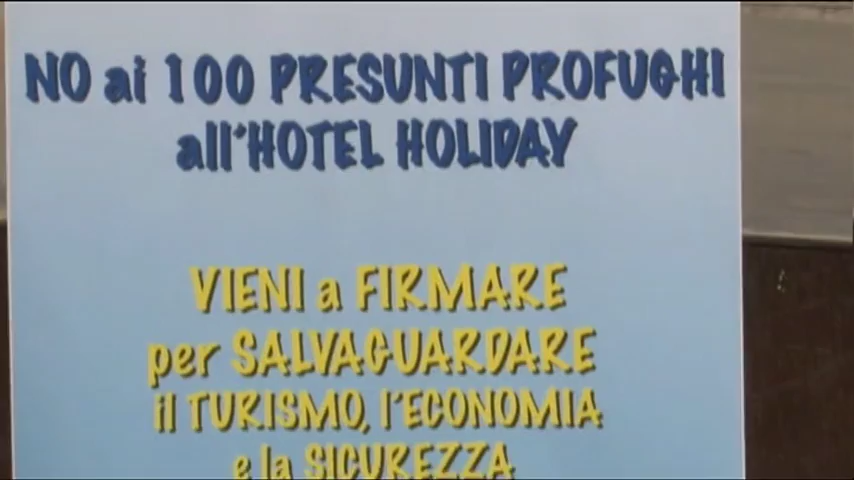 NO ai 100 PRESUNTI PROFUGHI
all'HOTEL HOLIDAY
VIENI a FIRMARE
per SALVAGUARDARE
il TURISMO, l'ECONOMIA
e la SICUREZZA